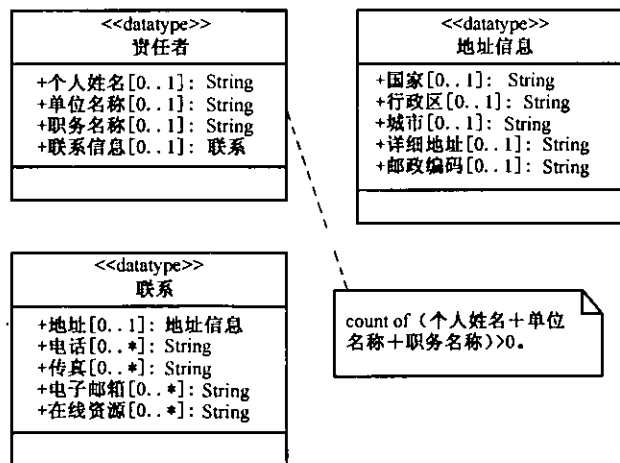 <<datatype>>
责任者
+个人姓名[0..1]: String
+单位名称[0..1]: String
+职务名称[0..1]: String
+联系信息[0..1]: 联系
<<datatype>>
地址信息
+国家[0..1]: String
+行政区[0..1]: String
+城市[0..1]: String
+详细地址[0..1]: String
+邮政编码[0..1]: String
<<datatype>>
联系
+地址[0..1]: 地址信息
+电话[0..*]: String
+传真[0..*]: String
+电子邮箱[0..*]: String
+在线资源[0..*]: String
count of (个人姓名＋单位
名称＋职务名称)>0。